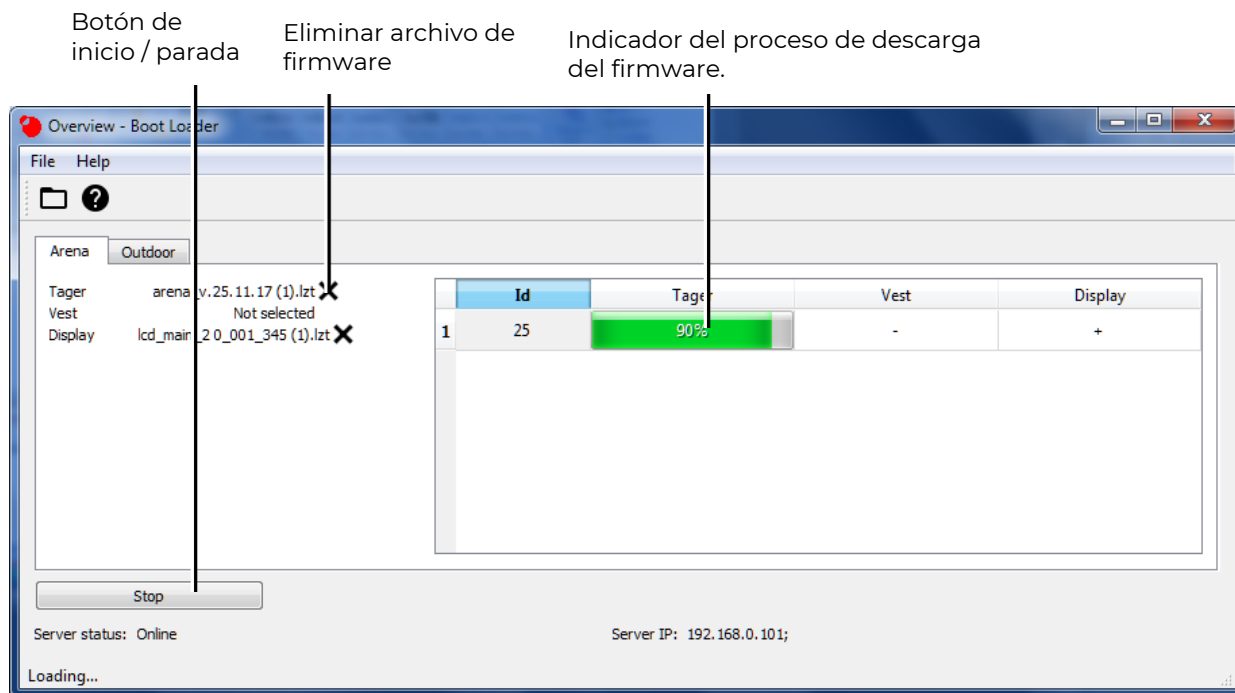 Botón de
inicio / parada
Eliminar archivo de
firmware
Indicador del proceso de descarga
del firmware.
Overview - Boot Loader
File Help
Arena Outdoor
Tager arena_v.25.11.17 (1).lzt
Vest Not selected
Display lcd_main_2 0_001_345 (1).lzt
Id Tager Vest Display
1 25 90% - +
Stop
Server status: Online Server IP: 192.168.0.101;
Loading...